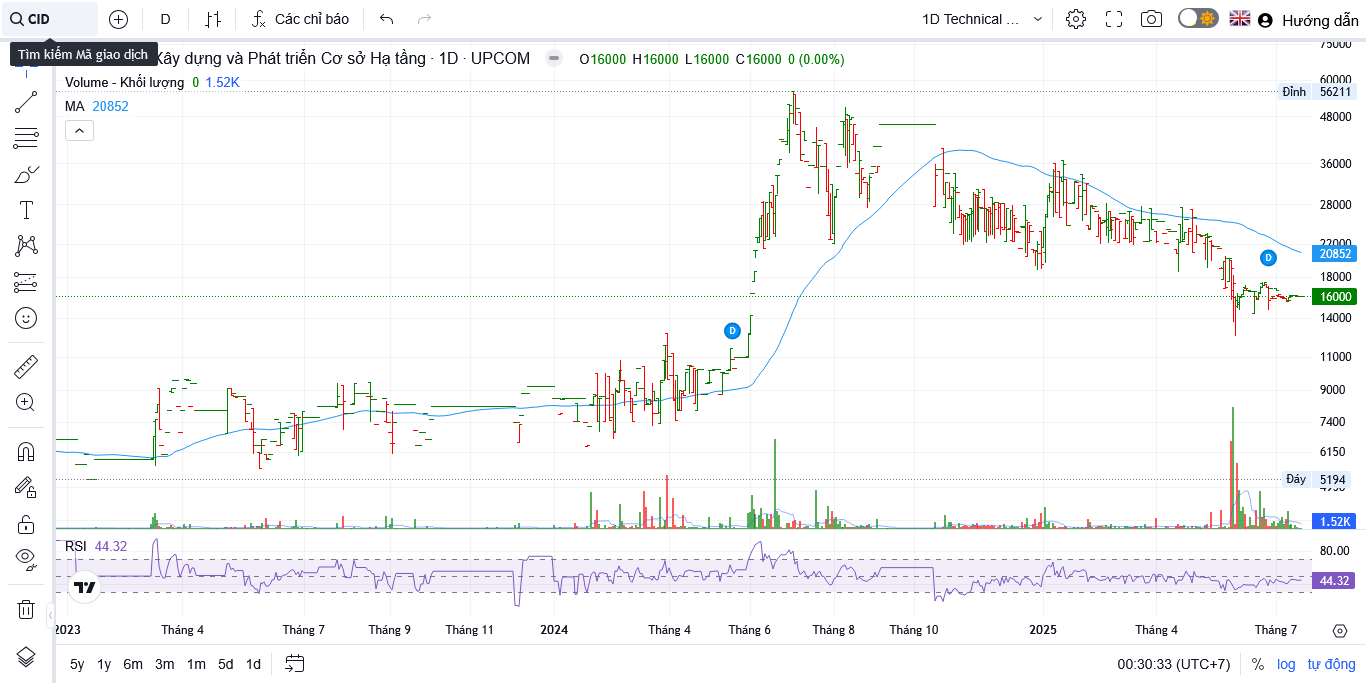 CID D Các chỉ báo 1D Technical ... Hướng dẫn
Tìm kiếm Mã giao dịch
Xây dựng và Phát triển Cơ sở Hạ tầng · 1D · UPCOM O16000 H16000 L16000 C16000 0 (0.00%)
Volume - Khối lượng 0 1.52K
MA 20852
75000
60000
Đỉnh 56211
48000
36000
28000
22000
D
20852
18000
16000
14000
D
11000
9000
7400
6150
Đáy 5194
1.52K
RSI 44.32
80.00
44.32
2023 Tháng 4 Tháng 7 Tháng 9 Tháng 11 2024 Tháng 4 Tháng 6 Tháng 8 Tháng 10 2025 Tháng 4 Tháng 7
5y 1y 6m 3m 1m 5d 1d 00:30:33 (UTC+7) % log tự động